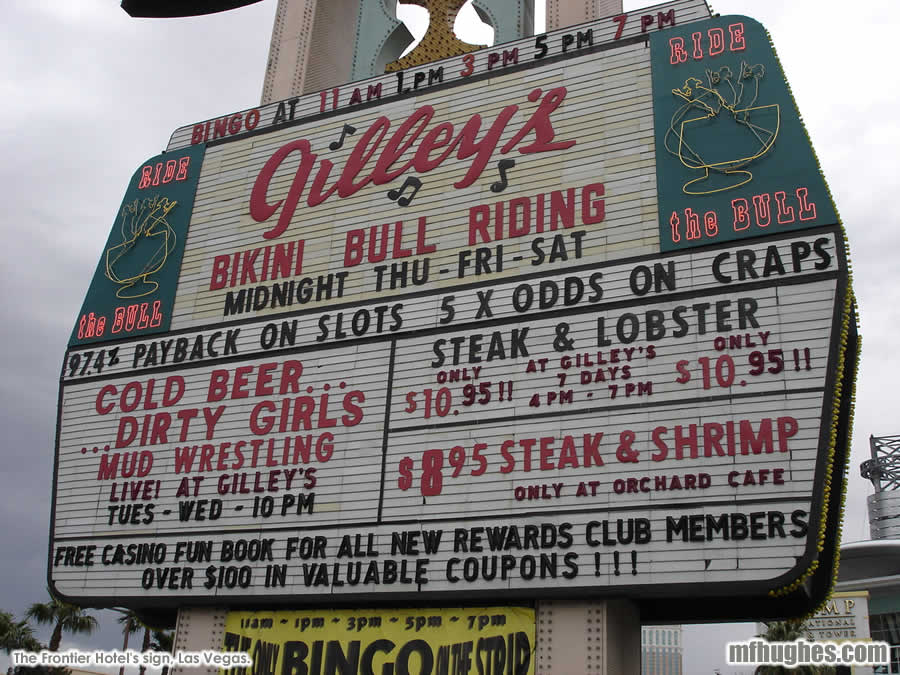 BINGO AT 11 AM 1 PM 3 PM 5 PM 7 PM
RIDE
the BULL
Gilley's
BIKINI BULL RIDING
MIDNIGHT THU - FRI - SAT
RIDE
the BULL
97.4% PAYBACK ON SLOTS 5 X ODDS ON CRAPS
COLD BEER...
...DIRTY GIRLS
MUD WRESTLING
LIVE! AT GILLEY'S
TUES - WED - 10 PM
STEAK & LOBSTER
ONLY $10.95!! AT GILLEY'S 7 DAYS 4PM - 7PM ONLY $10.95!!
$8.95 STEAK & SHRIMP
ONLY AT ORCHARD CAFE
FREE CASINO FUN BOOK FOR ALL NEW REWARDS CLUB MEMBERS
OVER $100 IN VALUABLE COUPONS !!!
11am ~ 1pm ~ 3pm ~ 5pm ~ 7pm
THE ONLY BINGO ON THE STRIP
& TOWER
The Frontier Hotel's sign, Las Vegas.
mfhughes.com